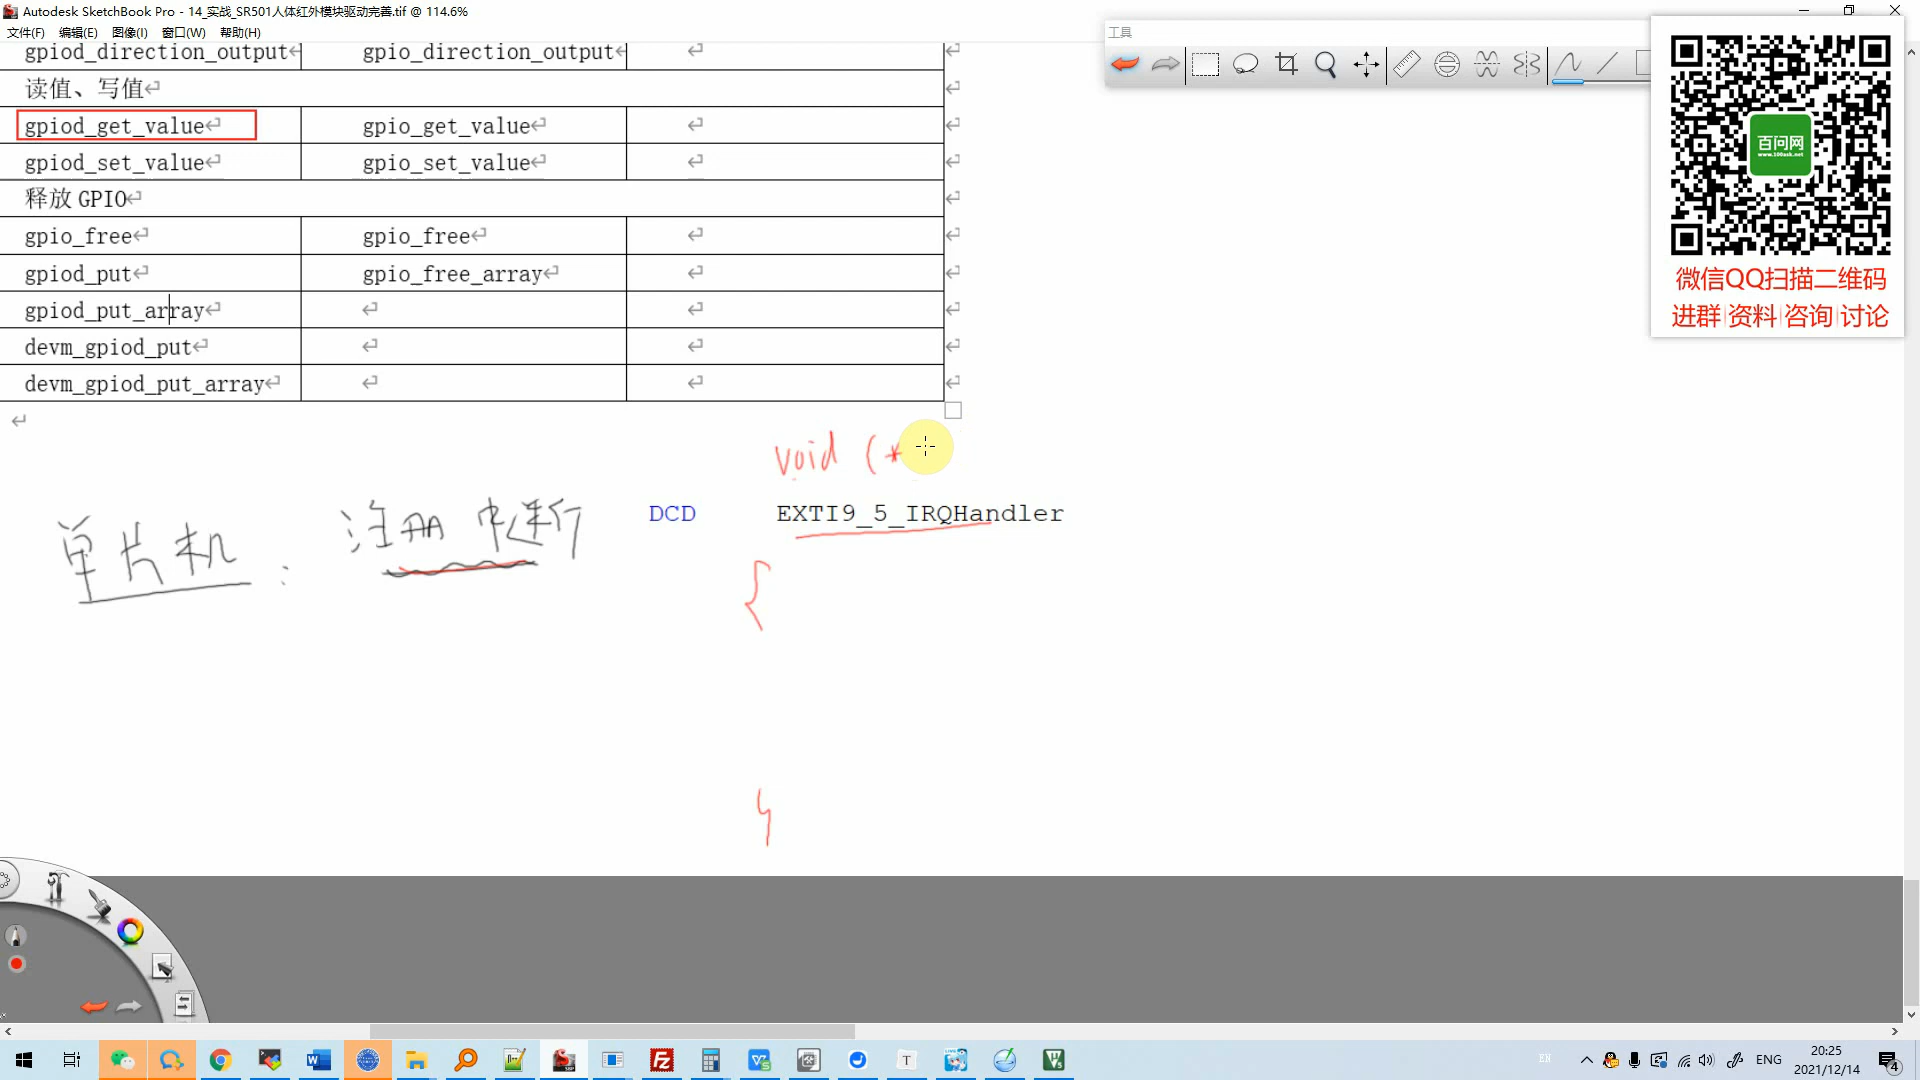 Autodesk SketchBook Pro - 14_实战_SR501人体红外模块驱动完善.tif @ 114.6%
文件(F) 编辑(E) 图像(I) 窗口(W) 帮助(H)
工具
gpiod_direction_output gpio_direction_output
读值、写值
gpiod_get_value gpio_get_value
gpiod_set_value gpio_set_value
释放 GPIO
gpio_free gpio_free
gpiod_put gpio_free_array
gpiod_put_array
devm_gpiod_put
devm_gpiod_put_array
百问网
www.100ask.net
微信QQ扫描二维码
进群 资料 咨询 讨论
void (*
单片机: 注册中断 DCD EXTI9_5_IRQHandler
{
EN
ENG
20:25
2021/12/14
4